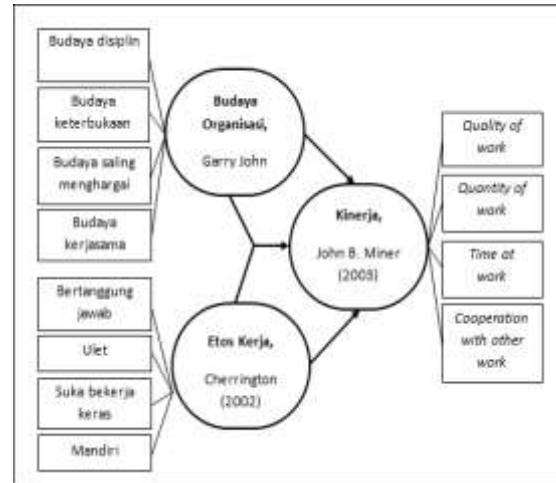 Budaya disiplin
Budaya
keterbukaan
Budaya saling
menghargai
Budaya
kerjasama
Bertanggung
jawab
Ulet
Suka bekerja
keras
Mandiri
Budaya
Organisasi,
Garry John
Etos Kerja,
Cherrington
(2002)
Kinerja,
John B. Miner
(2003)
Quality of
work
Quantity of
work
Time at
work
Cooperation
with other
work